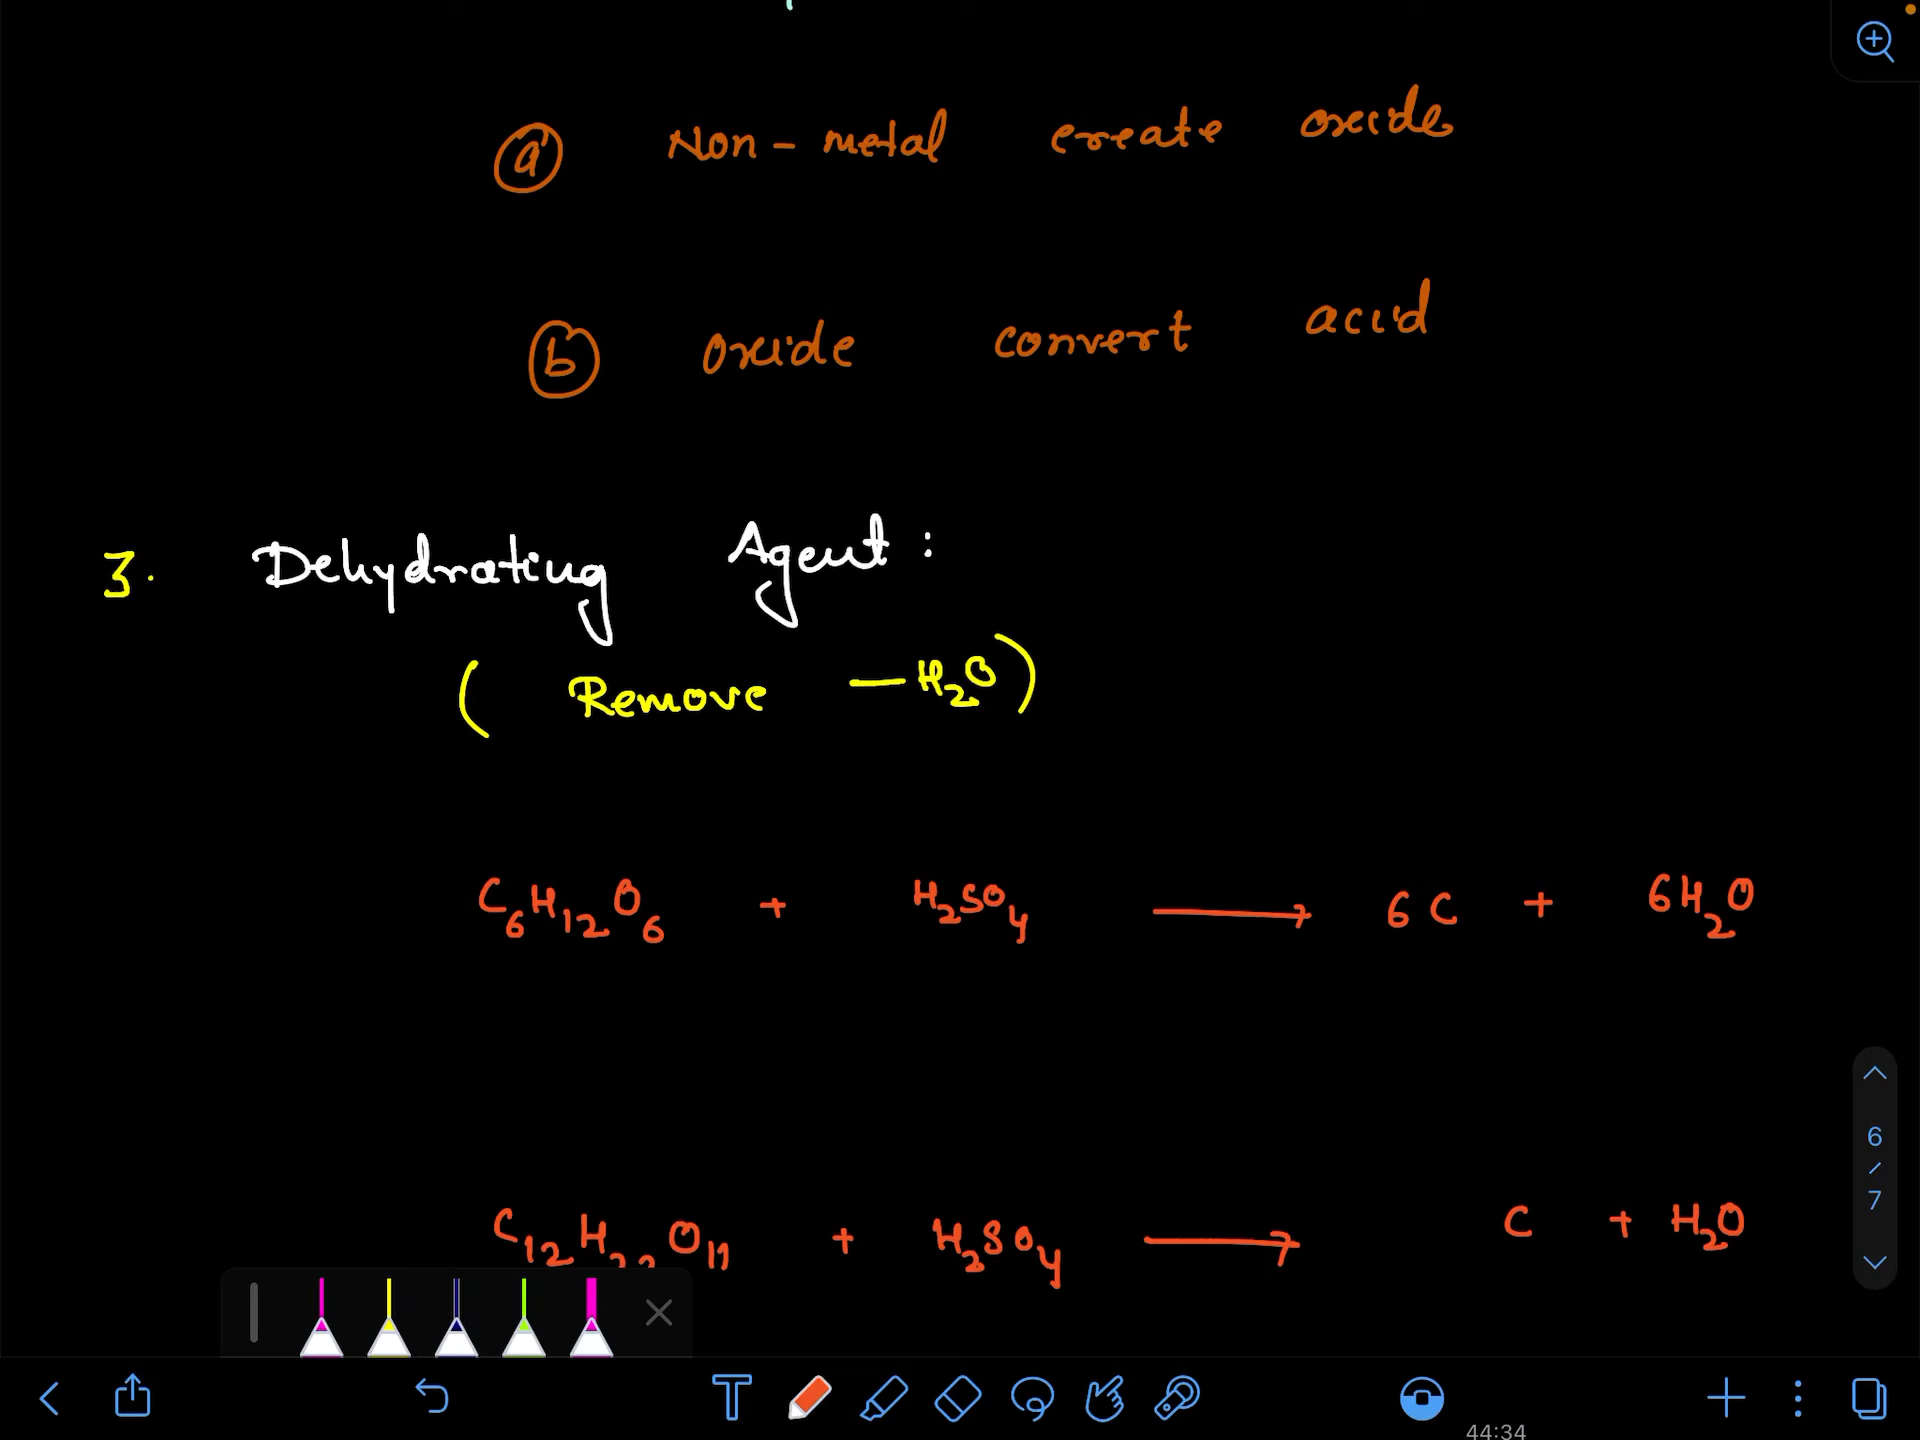 (a) Non-metal create oxide
(b) oxide convert acid
3. Dehydrating Agent:
( Remove — H₂O )
C₆H₁₂O₆ + H₂SO₄ ⟶ 6C + 6H₂O
C₁₂H₂₂O₁₁ + H₂SO₄ ⟶ C + H₂O
6
/
7
T
44:34